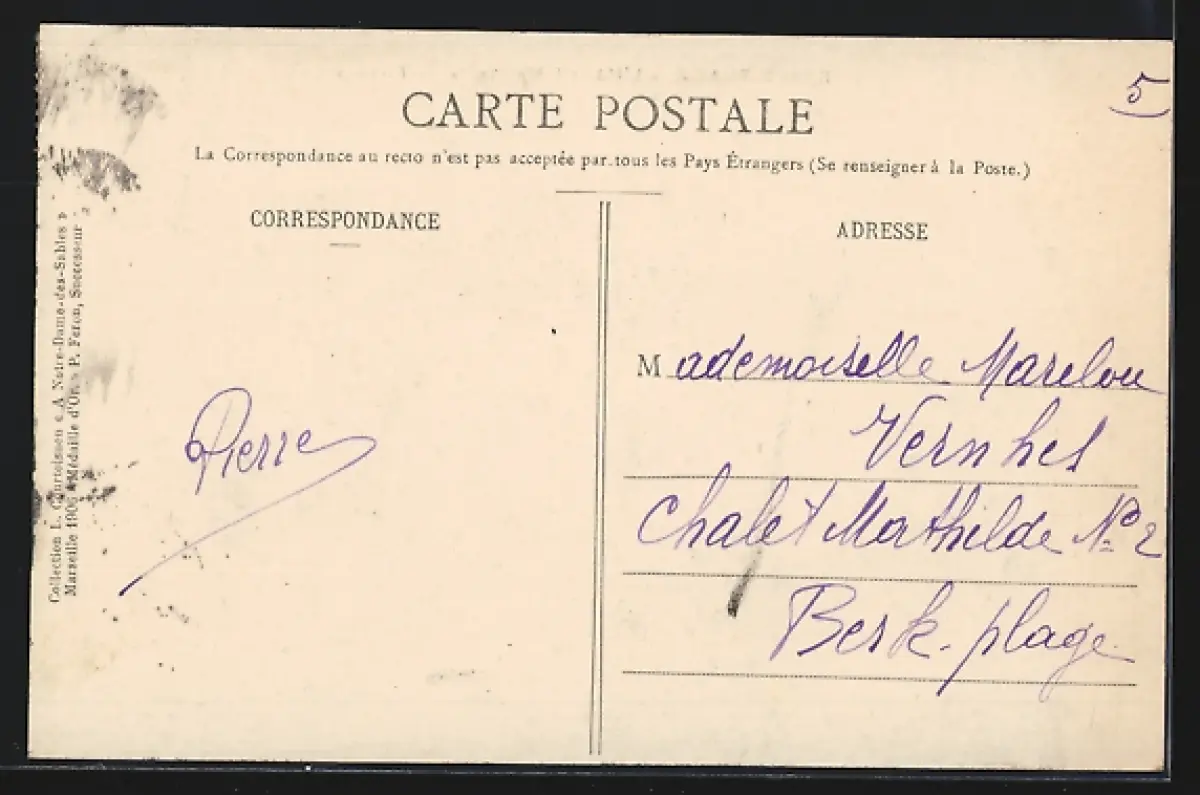 5
CARTE POSTALE
La Correspondance au recto n'est pas acceptée par tous les Pays Étrangers (Se renseigner à la Poste.)
CORRESPONDANCE
ADRESSE
Collection L. Courteissen « A Notre-Dame-des-Sables »
Marseille 1906 « Médaille d'Or » P. Feron, Successeur
Pierre
Mademoiselle Marelou
Vernhes
Chalet Mathilde No 2
Berk-plage